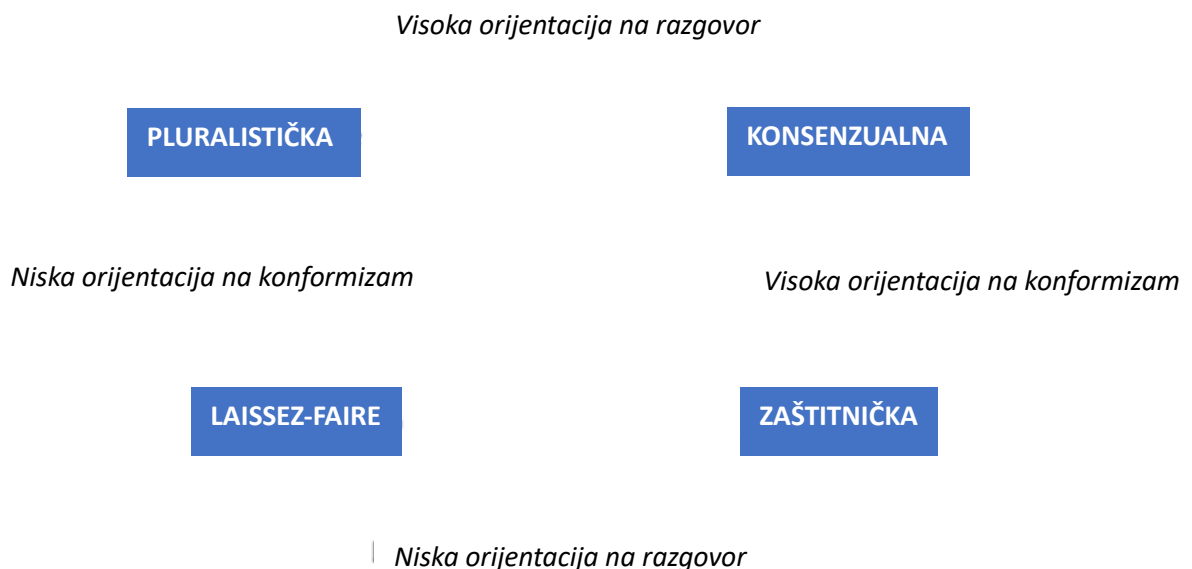 Visoka orijentacija na razgovor
PLURALISTIČKA
KONSENZUALNA
Niska orijentacija na konformizam
Visoka orijentacija na konformizam
LAISSEZ-FAIRE
ZAŠTITNIČKA
Niska orijentacija na razgovor